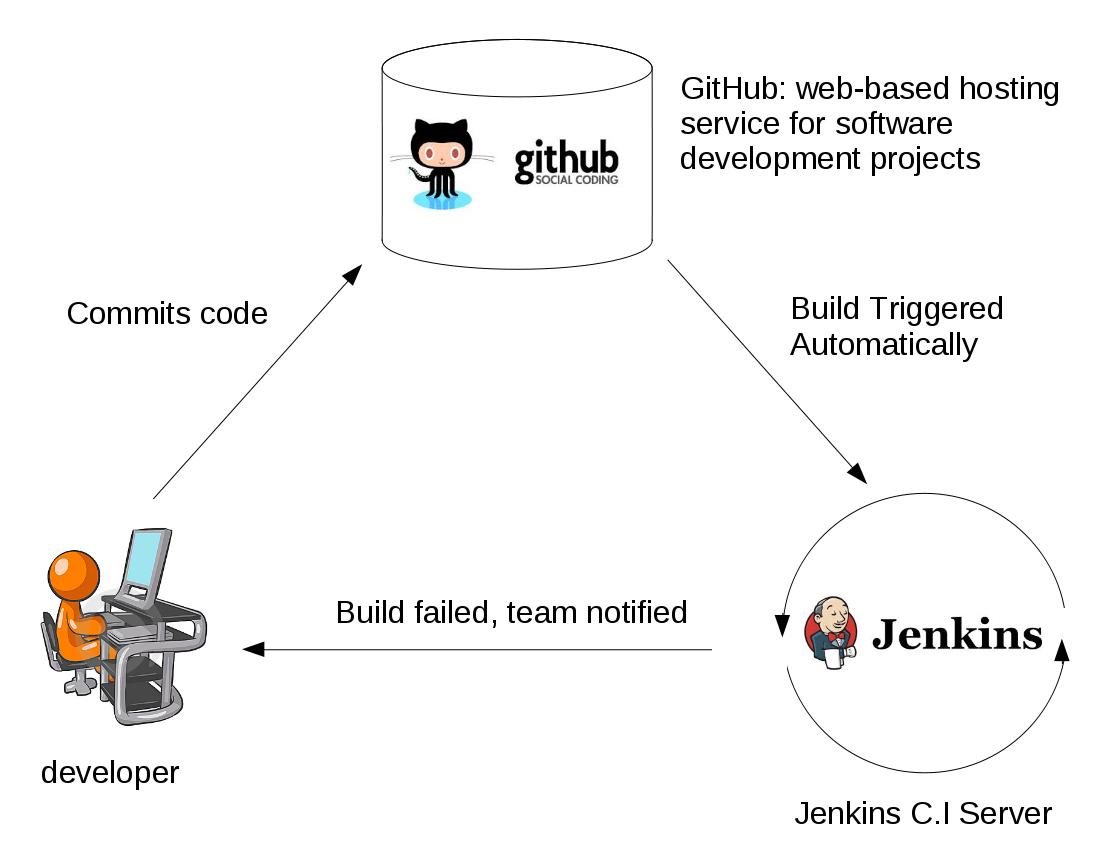 GitHub: web-based hosting
service for software
development projects
github
SOCIAL CODING
Commits code
Build Triggered
Automatically
Build failed, team notified
Jenkins
developer
Jenkins C.I Server